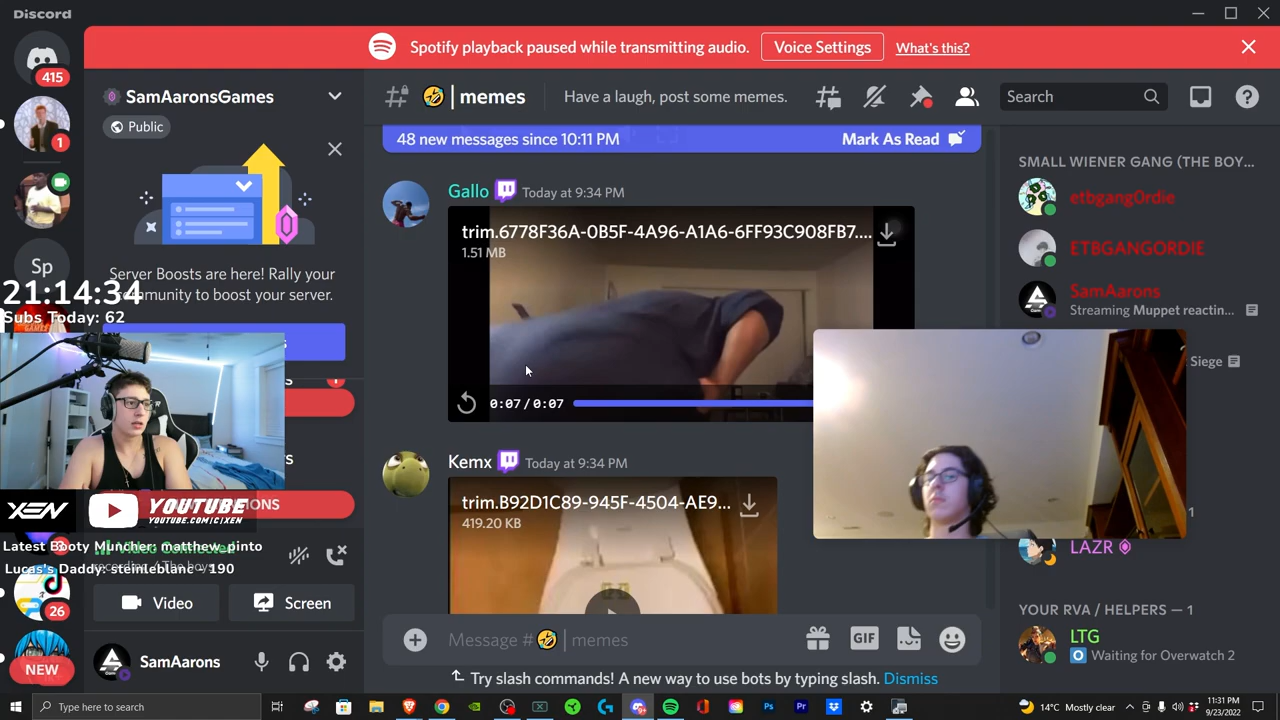 Discord
Spotify playback paused while transmitting audio.
Voice Settings
What's this?
415
SamAaronsGames
Public
🤣 | memes
Have a laugh, post some memes.
Search
1
48 new messages since 10:11 PM
Mark As Read
SMALL WIENER GANG (THE BOY...
Gallo
Today at 9:34 PM
etbgang0rdie
trim.6778F36A-0B5F-4A96-A1A6-6FF93C908FB7....
1.51 MB
ETBGANGORDIE
Sp
Server Boosts are here! Rally your
community to boost your server.
SamAarons
Streaming Muppet reactin...
21:14:34
Subs Today: 62
Siege
0:07/0:07
Kemx
Today at 9:34 PM
trim.B92D1C89-945F-4504-AE9...
419.20 KB
XEN
YOUTUBE
YOUTUBE.COM/C/XEN
Latest Booty Muncher: matthew_pinto
LAZR
Lucas's Daddy: steinleblanc - 190
Video
Screen
26
YOUR RVA / HELPERS — 1
LTG
Waiting for Overwatch 2
Message #🤣 | memes
GIF
NEW
SamAarons
Try slash commands! A new way to use bots by typing slash. Dismiss
Type here to search
Ps
Pr
14°C Mostly clear
11:31 PM
9/23/2022